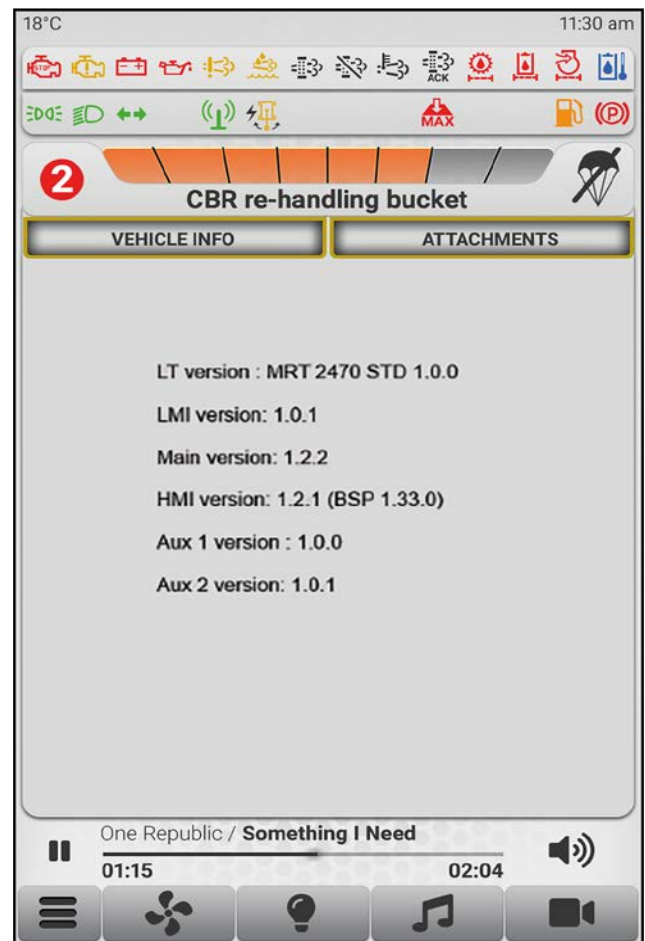 18°C 11:30 am
STOP
ACK
MAX
P
2
CBR re-handling bucket
VEHICLE INFO ATTACHMENTS
LT version : MRT 2470 STD 1.0.0
LMI version: 1.0.1
Main version: 1.2.2
HMI version: 1.2.1 (BSP 1.33.0)
Aux 1 version : 1.0.0
Aux 2 version: 1.0.1
One Republic / Something I Need
01:15 02:04